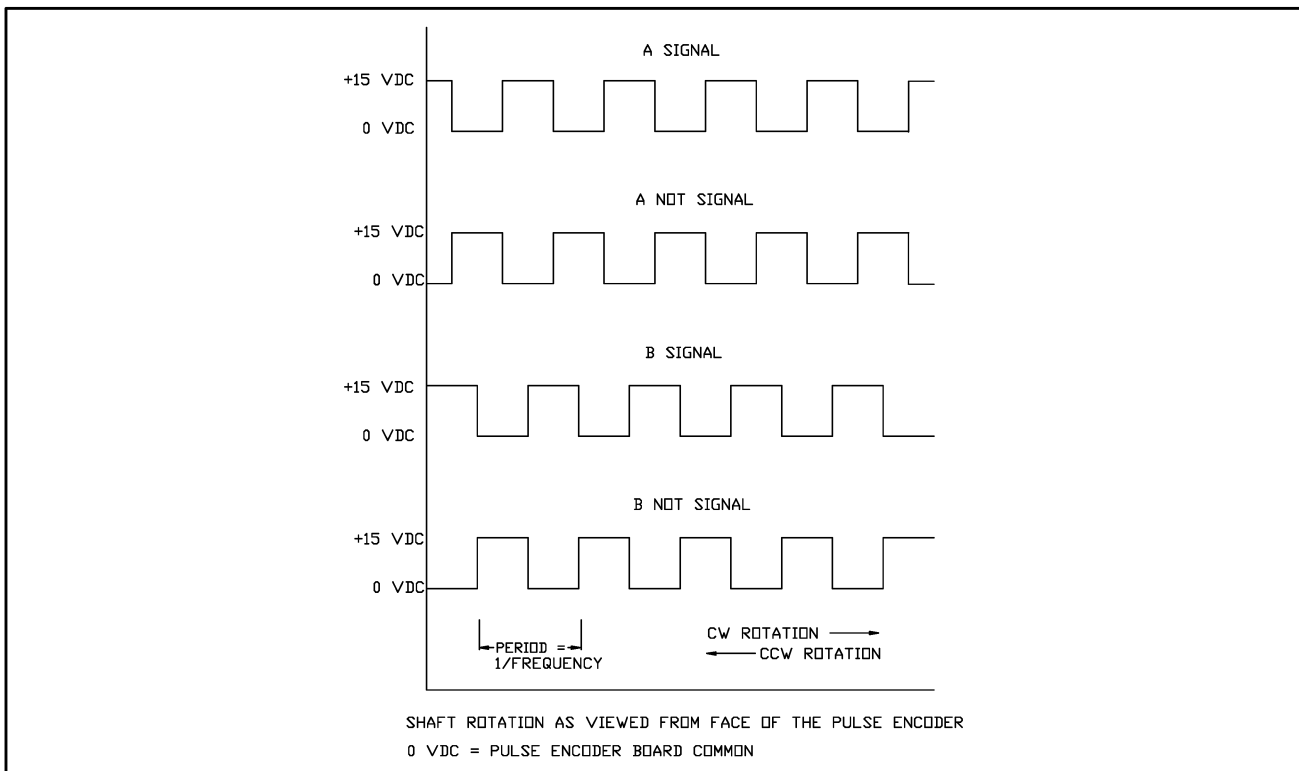 A SIGNAL
+15 VDC
0 VDC
A NOT SIGNAL
+15 VDC
0 VDC
B SIGNAL
+15 VDC
0 VDC
B NOT SIGNAL
+15 VDC
0 VDC
CW ROTATION
PERIOD =
CCW ROTATION
1/FREQUENCY
SHAFT ROTATION AS VIEWED FROM FACE OF THE PULSE ENCODER
0 VDC = PULSE ENCODER BOARD COMMON